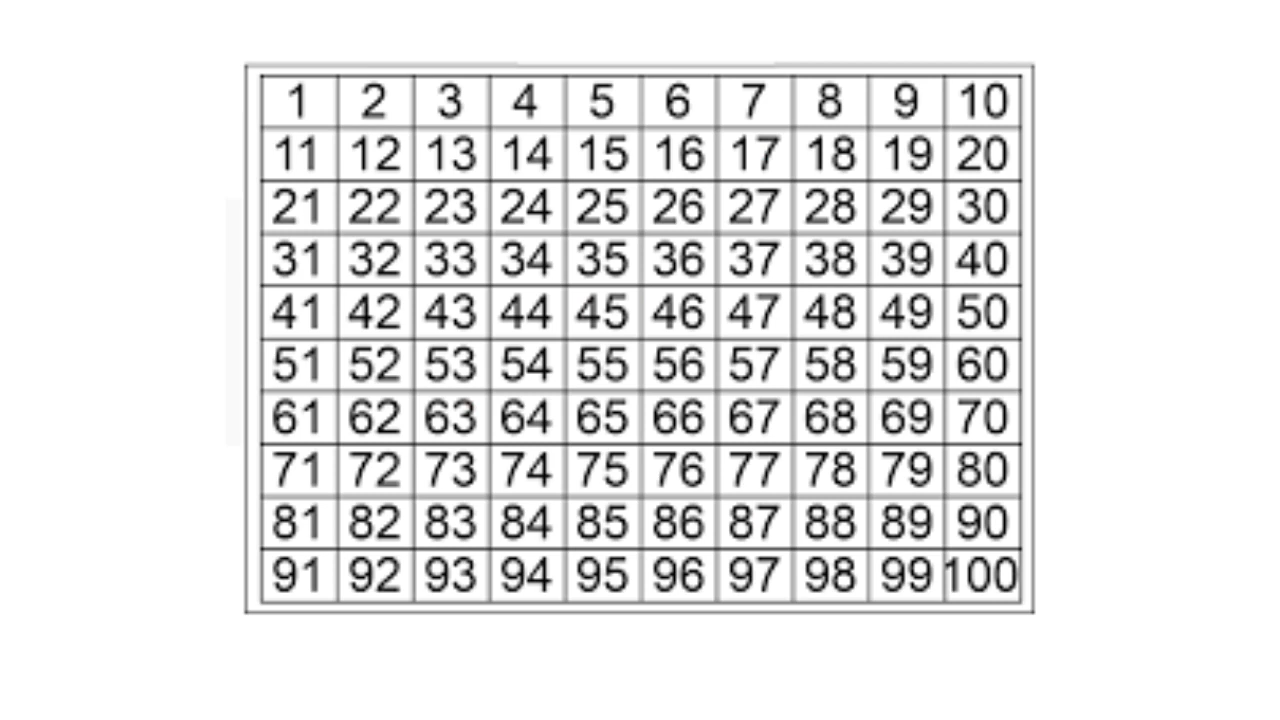 1 2 3 4 5 6 7 8 9 10
11 12 13 14 15 16 17 18 19 20
21 22 23 24 25 26 27 28 29 30
31 32 33 34 35 36 37 38 39 40
41 42 43 44 45 46 47 48 49 50
51 52 53 54 55 56 57 58 59 60
61 62 63 64 65 66 67 68 69 70
71 72 73 74 75 76 77 78 79 80
81 82 83 84 85 86 87 88 89 90
91 92 93 94 95 96 97 98 99 100